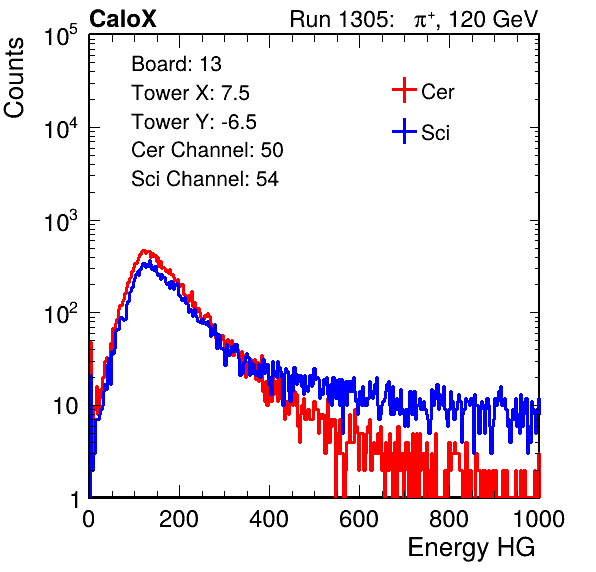 CaloX Run 1305: π⁺, 120 GeV
Counts
Board: 13
Tower X: 7.5
Tower Y: -6.5
Cer Channel: 50
Sci Channel: 54
Cer
Sci
10⁵
10⁴
10³
10²
10
1
0 200 400 600 800 1000
Energy HG